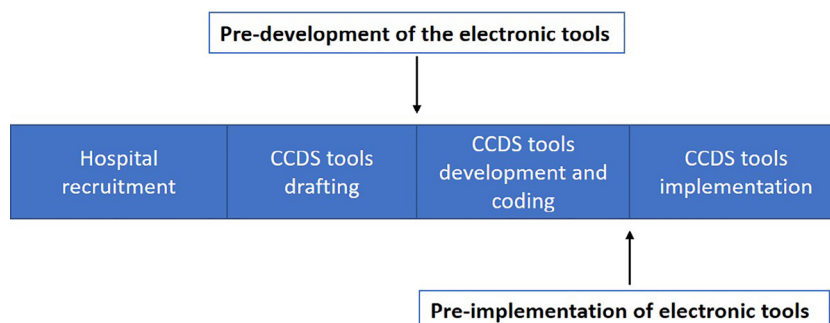 Pre-development of the electronic tools
Hospital
recruitment
CCDS tools
drafting
CCDS tools
development and
coding
CCDS tools
implementation
Pre-implementation of electronic tools